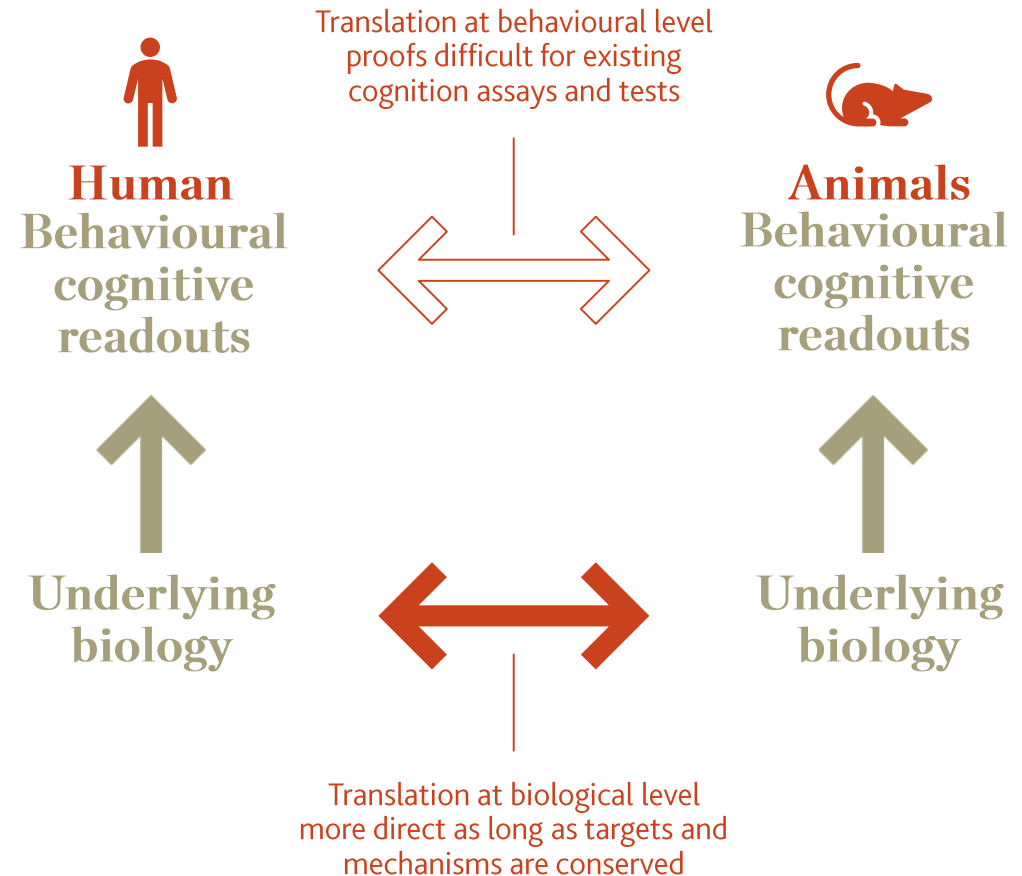 Translation at behavioural level
proofs difficult for existing
cognition assays and tests
Human
Behavioural
cognitive
readouts
Animals
Behavioural
cognitive
readouts
Underlying
biology
Underlying
biology
Translation at biological level
more direct as long as targets and
mechanisms are conserved